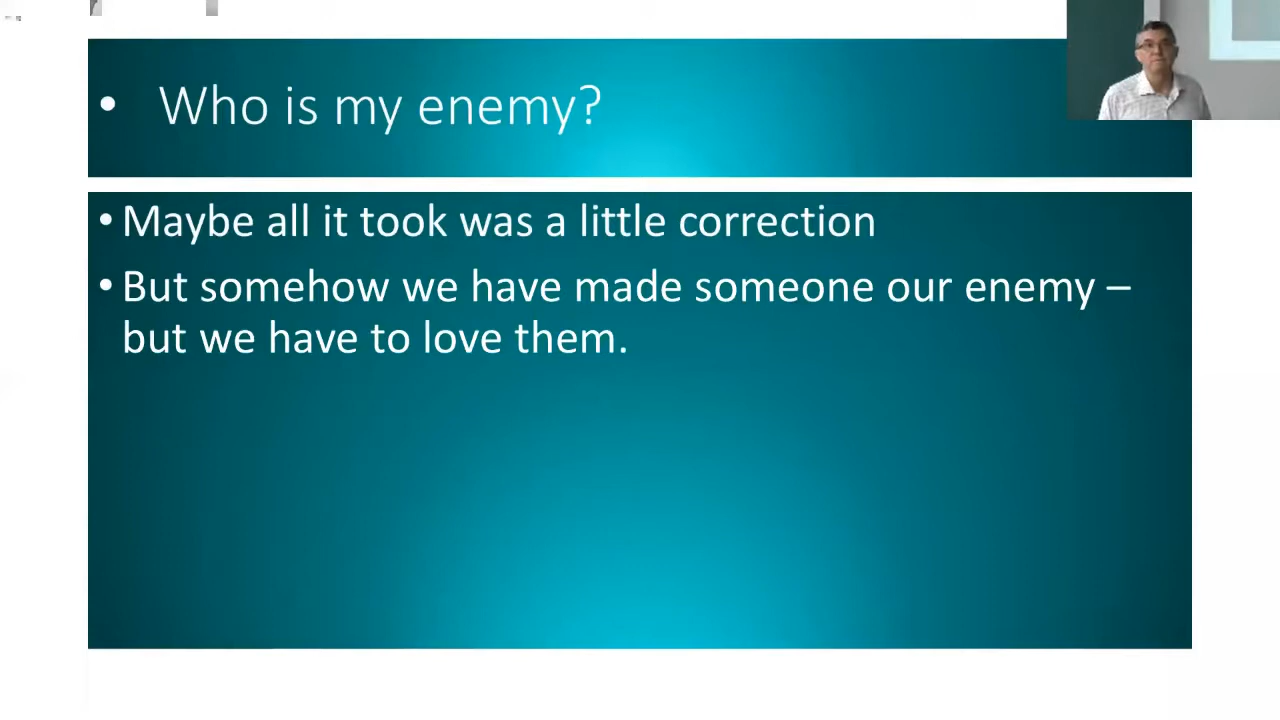 • Who is my enemy?
• Maybe all it took was a little correction
• But somehow we have made someone our enemy –
but we have to love them.